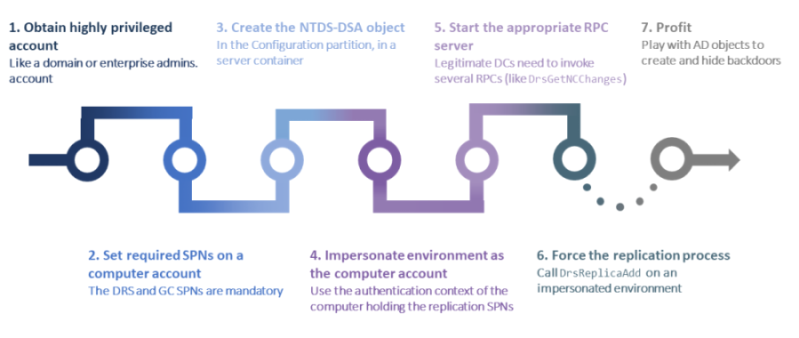 1. Obtain highly privileged
account
Like a domain or enterprise admins.
account
2. Set required SPNs on a
computer account
The DRS and GC SPNs are mandatory
3. Create the NTDS-DSA object
In the Configuration partition, in a
server container
4. Impersonate environment as
the computer account
Use the authentication context of the
computer holding the replication SPNs
5. Start the appropriate RPC
server
Legitimate DCs need to invoke
several RPCs (like DrsGetNCChanges)
6. Force the replication process
Call DrsReplicaAdd on an
impersonated environment
7. Profit
Play with AD objects to
create and hide backdoors